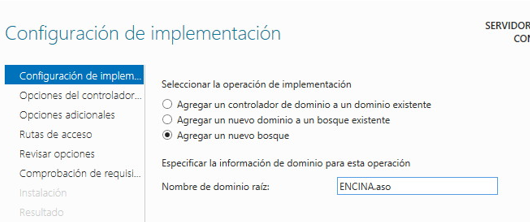 SERVIDOR
CON
Configuración de implementación
Configuración de implem...
Opciones del controlador...
Opciones adicionales
Rutas de acceso
Revisar opciones
Comprobación de requisi...
Instalación
Resultado
Seleccionar la operación de implementación
Agregar un controlador de dominio a un dominio existente
Agregar un nuevo dominio a un bosque existente
Agregar un nuevo bosque
Especificar la información de dominio para esta operación
Nombre de dominio raíz: ENCINA.aso